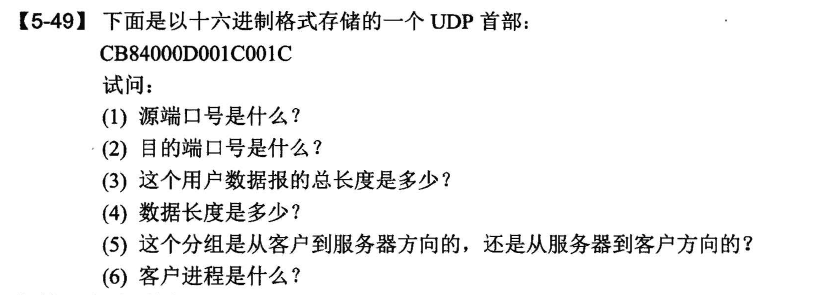 【5-49】 下面是以十六进制格式存储的一个 UDP 首部：
CB84000D001C001C
试问：
(1) 源端口号是什么？
(2) 目的端口号是什么？
(3) 这个用户数据报的总长度是多少？
(4) 数据长度是多少？
(5) 这个分组是从客户到服务器方向的，还是从服务器到客户方向的？
(6) 客户进程是什么？